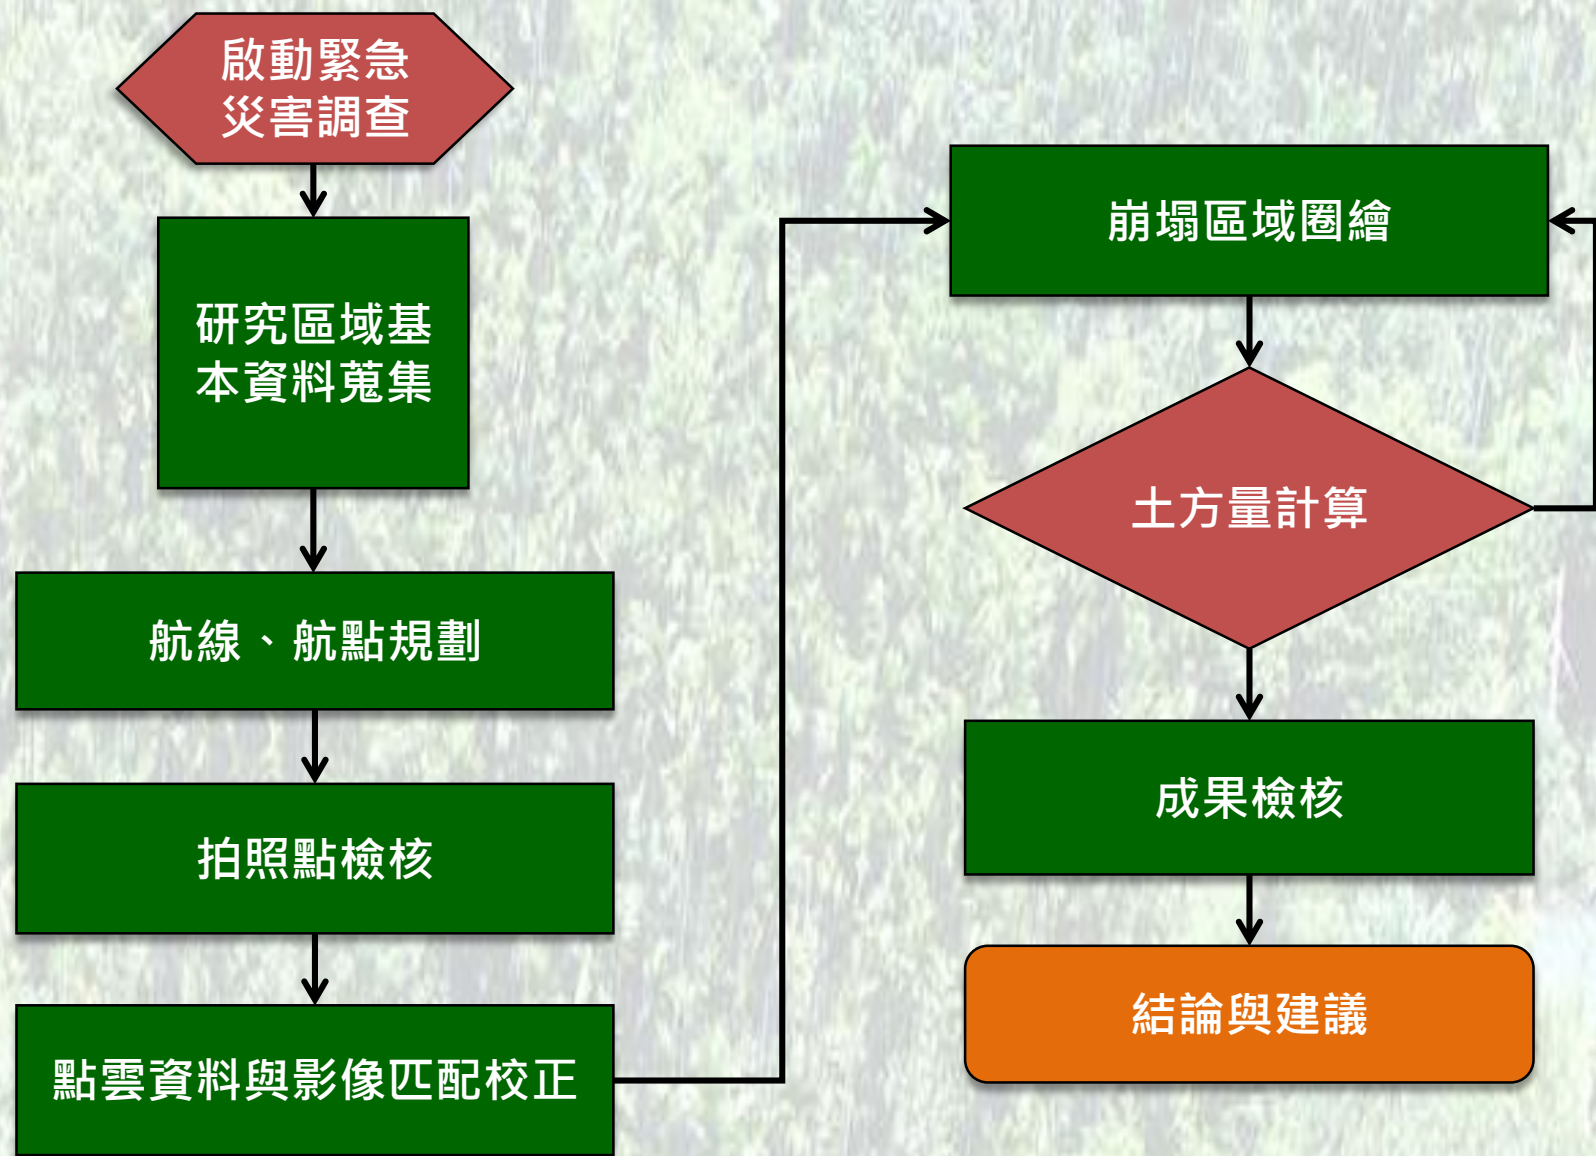 啟動緊急
災害調查
研究區域基
本資料蒐集
航線、航點規劃
拍照點檢核
點雲資料與影像匹配校正
崩塌區域圈繪
土方量計算
成果檢核
結論與建議